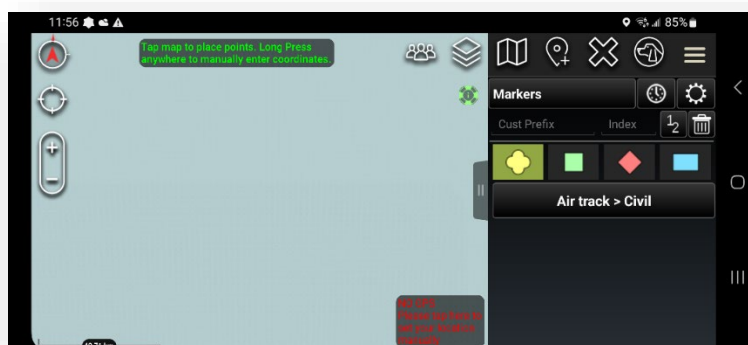 11:56
85%
Tap map to place points. Long Press
anywhere to manually enter coordinates.
Markers
Cust Prefix
Index
1
2
Air track > Civil
No GPS
Please tap here to
set your location
manually